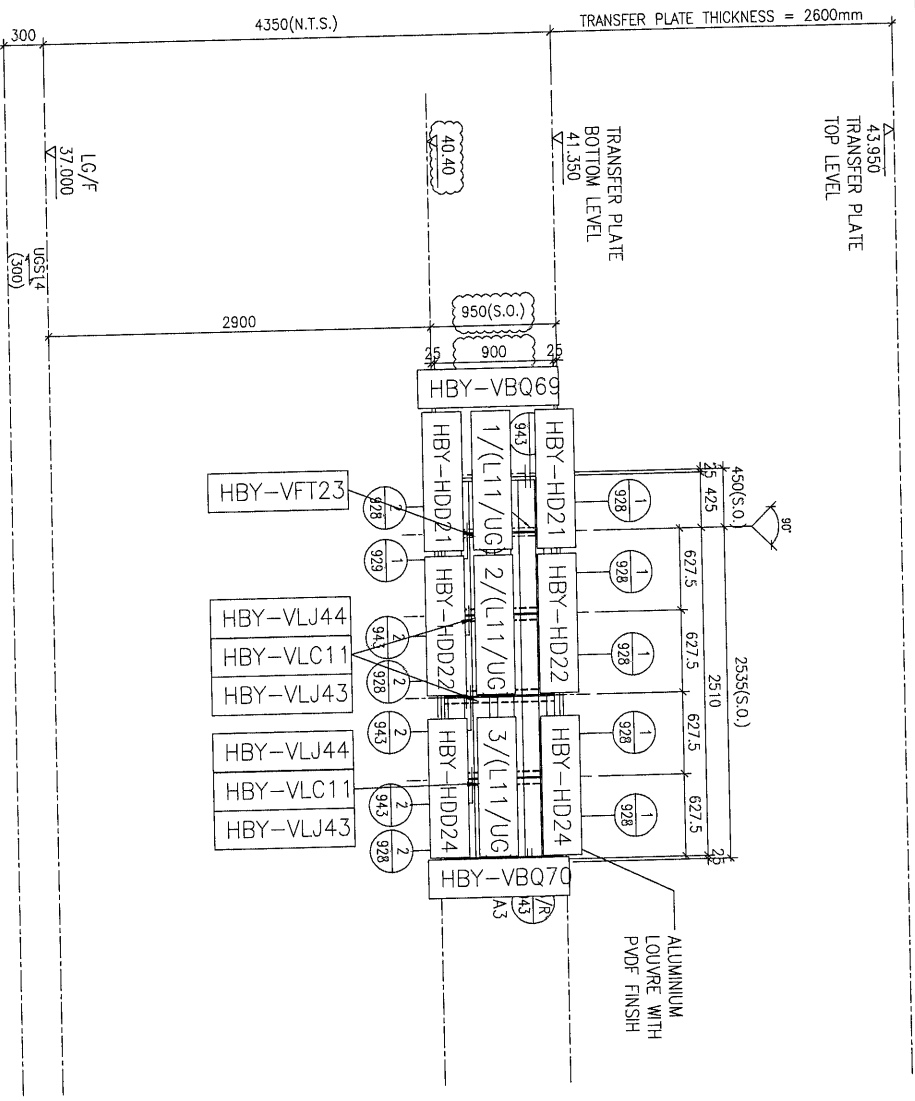 300
4350(N.T.S.)
TRANSFER PLATE THICKNESS = 2600mm
43.950
TRANSFER PLATE
TOP LEVEL
TRANSFER PLATE
BOTTOM LEVEL
41.350
40.40
LG/F
37.000
UGS14
(300)
2900
950(S.O.)
25
900
25
HBY-VBQ69
HBY-HDD21
1/(L11/UG)
943
HBY-HD21
25
425
450(S.O.)
90°
HBY-VFT23
2
928
1
928
1
929
HBY-HDD22
2/(L11/UG
HBY-HD22
1
928
627.5
HBY-VLJ44
HBY-VLC11
HBY-VLJ43
2
943
2
928
1
928
627.5
2510
2535(S.O.)
2
943
1
928
627.5
HBY-VLJ44
HBY-VLC11
HBY-VLJ43
HBY-HDD24
3/(L11/UG
HBY-HD24
2
943
2
928
1
928
627.5
25
HBY-VBQ70
/R
943
A3
ALUMINIUM
LOUVRE WITH
PVDF FINSIH